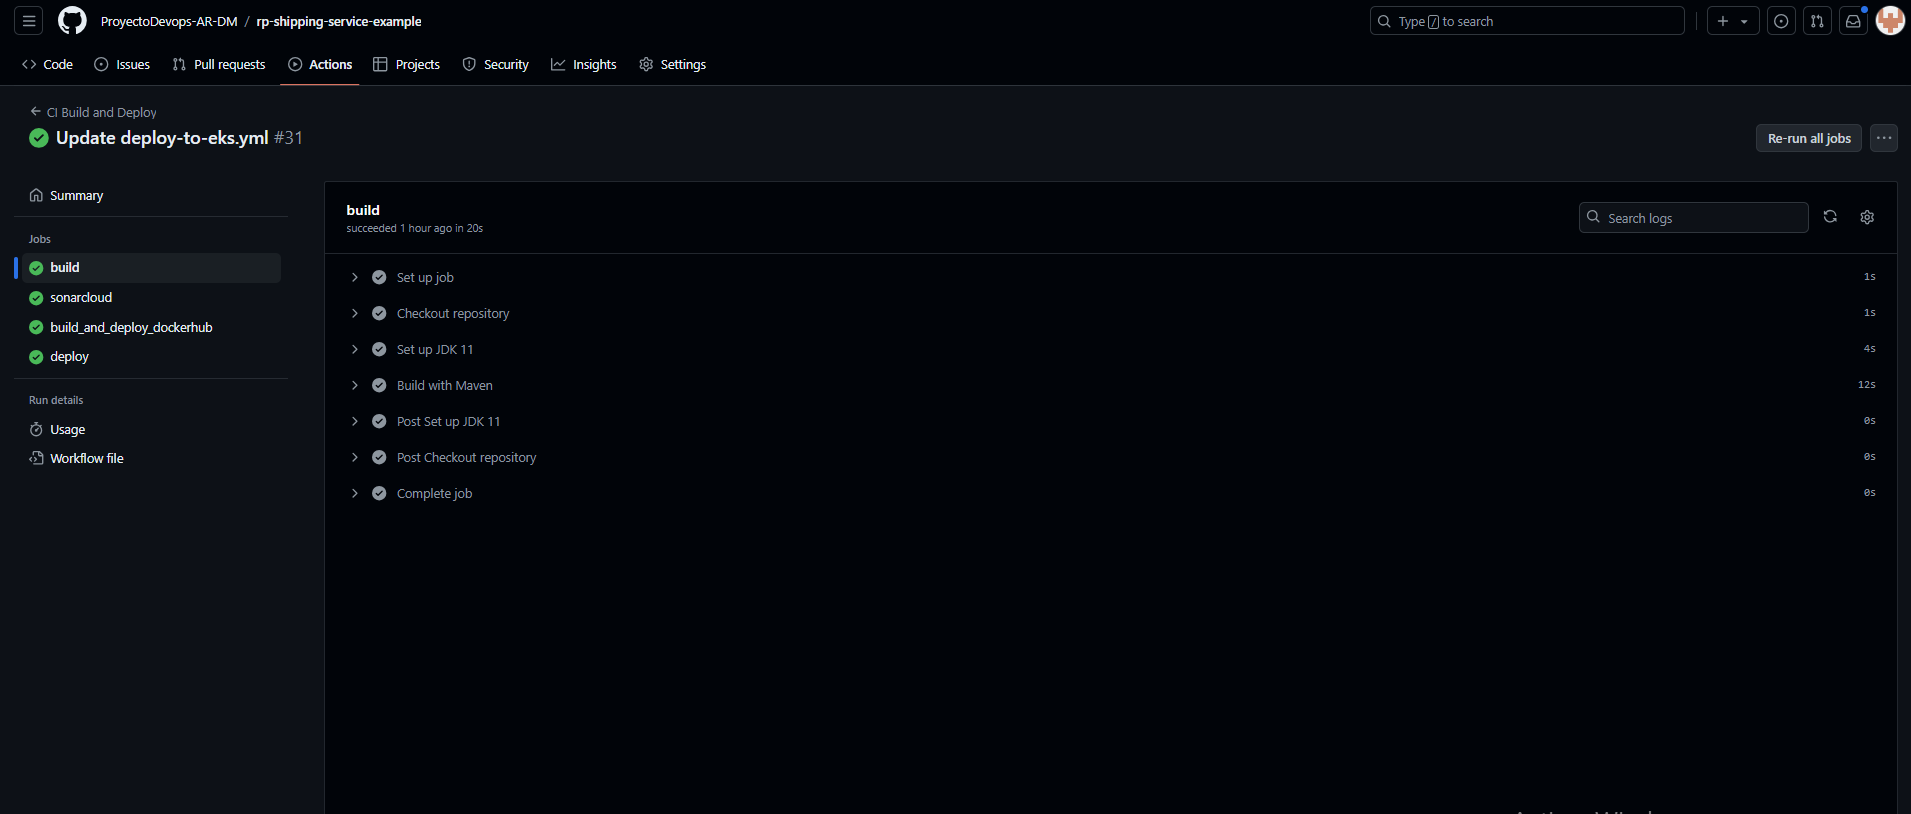 ProyectoDevops-AR-DM / rp-shipping-service-example
Type / to search
Code Issues Pull requests Actions Projects Security Insights Settings
CI Build and Deploy
Update deploy-to-eks.yml #31
Re-run all jobs
Summary
Jobs
build
sonarcloud
build_and_deploy_dockerhub
deploy
Run details
Usage
Workflow file
build
succeeded 1 hour ago in 20s
Search logs
Set up job 1s
Checkout repository 1s
Set up JDK 11 4s
Build with Maven 12s
Post Set up JDK 11 0s
Post Checkout repository 0s
Complete job 0s